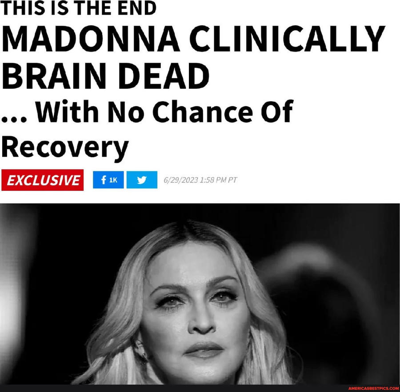 THIS IS THE END
MADONNA CLINICALLY
BRAIN DEAD
... With No Chance Of
Recovery
EXCLUSIVE f 1K 6/29/2023 1:58 PM PT
AMERICASBESTPICS.COM